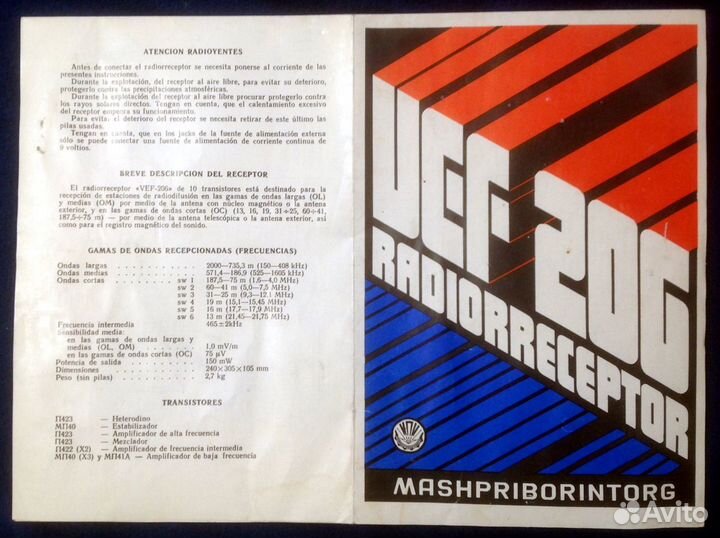 ATENCION RADIOYENTES
Antes de conectar el radiorreceptor se necesita ponerse al corriente de las
presentes instrucciones.
Durante la explotación, del receptor al aire libre, para evitar su deterioro,
protegerlo contra las precipitaciones atmosféricas.
Durante la explotación del receptor al aire libre procurar protegerlo contra
los rayos solares directos. Tengan en cuenta, que el calentamiento excesivo
del receptor empeora su funcionamiento.
Para evitar el deterioro del receptor se necesita retirar de este último las
pilas usadas.
Tengan en cuenta, que en los jacks de la fuente de alimentación externa
sólo se puede conectar una fuente de alimentación de corriente continua de
9 voltios.
BREVE DESCRIPCION DEL RECEPTOR
El radiorreceptor «VEF-206» de 10 transistores está destinado para la
recepción de estaciones de radiodifusión en las gamas de ondas largas (OL)
y medias (OM) por medio de la antena con núcleo magnético o la antena
exterior, y en las gamas de ondas cortas (OC) (13, 16, 19, 31÷25, 60÷41,
187,5÷75 m) — por medio de la antena telescópica o la antena exterior, así
como para el registro magnético del sonido.
GAMAS DE ONDAS RECEPCIONADAS (FRECUENCIAS)
Ondas largas . . . . . . . . . . 2000—735,3 m (150—408 kHz)
Ondas medias . . . . . . . . . . 571,4—186,9 (525—1605 kHz)
Ondas cortas . . . . . . . sw 1 187,5—75 m (1,6—4,0 MHz)
sw 2 60—41 m (5,0—7,5 MHz)
sw 3 31—25 m (9,3—12.1 MHz)
sw 4 19 m (15,1—15,45 MHz)
sw 5 16 m (17,7—17,9 MHz)
sw 6 13 m (21,45—21,75 MHz)
Frecuencia intermedia 465±2kHz
Sensibilidad media:
en las gamas de ondas largas y
medias (OL, OM) . . . . . . . . 1,0 mV/m
en las gamas de ondas cortas (OC) 75 µV
Potencia de salida . . . . . . . . 150 mW
Dimensiones . . . . . . . . . . 240×305×105 mm
Peso (sin pilas) . . . . . . . . . 2,7 kg
TRANSISTORES
П423 — Heterodino
МП40 — Estabilizador
П423 — Amplificador de alta frecuencia
П423 — Mezclador
П422 (X2) — Amplificador de frecuencia intermedia
МП40 (X3) y МП41А — Amplificador de baja frecuencia
VEF 206
RADIORRECEPTOR
MASHPRIBORINTORG
Avito